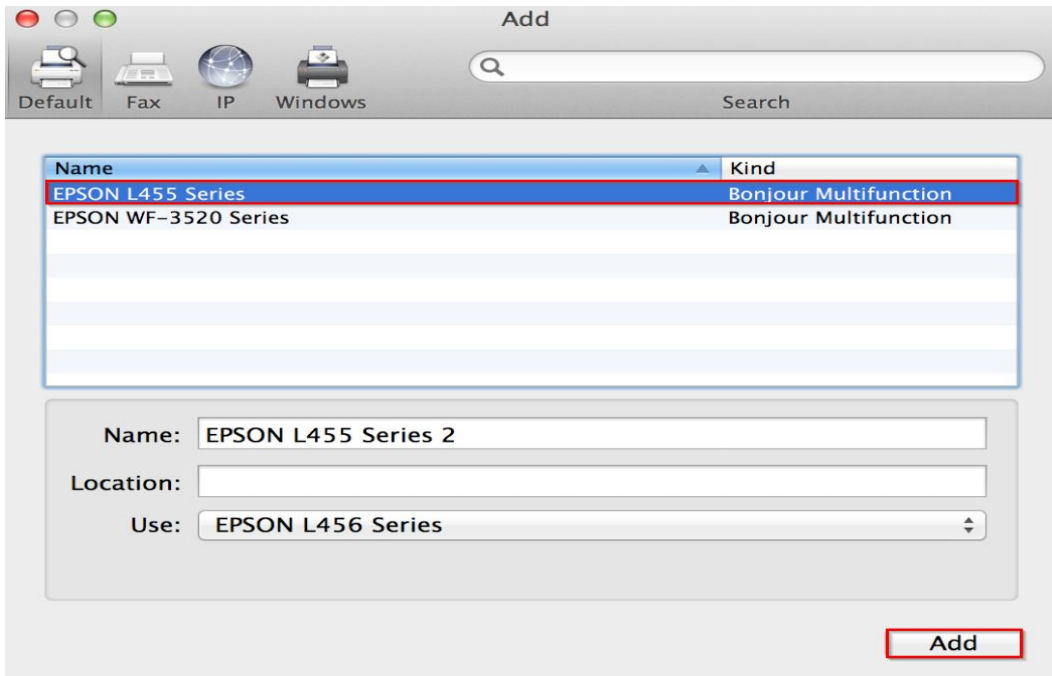 Add
Default Fax IP Windows Search
Name Kind
EPSON L455 Series Bonjour Multifunction
EPSON WF-3520 Series Bonjour Multifunction
Name: EPSON L455 Series 2
Location:
Use: EPSON L456 Series
Add